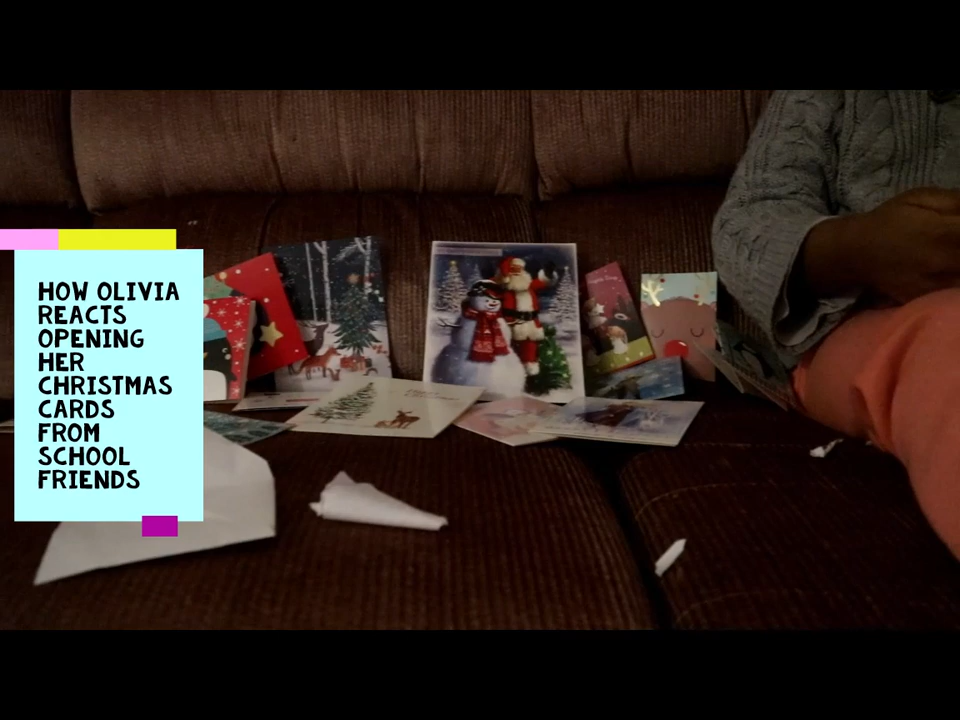 HOW OLIVIA
REACTS
OPENING
HER
CHRISTMAS
CARDS
FROM
SCHOOL
FRIENDS